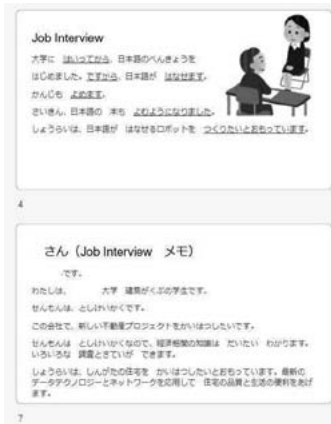 Job Interview
大学に はいってから、日本語のべんきょうを
はじめました。ですから、日本語が はなせます。
かんじも よめます。
さいきん、日本語の 本も よむようになりました。
しょうらいは、日本語が はなせるロボットを つくりたいとおもっています。
4
さん（Job Interview メモ）
です。
わたしは、 大学 建築がくぶの学生です。
せんもんは、としけいかくです。
この会社で、新しい不動産プロジェクトをかいはつしたいです。
せんもんは としけいかくなので、経済相関の知識は だいたい わかります。
いろいろな 調査とさていが できます。
しょうらいは、しんがたの住宅を かいはつしたいとおもっています。最新の
データテクノロジーとネットワークを応用して 住宅の品質と生活の便利をあげ
ます。
7